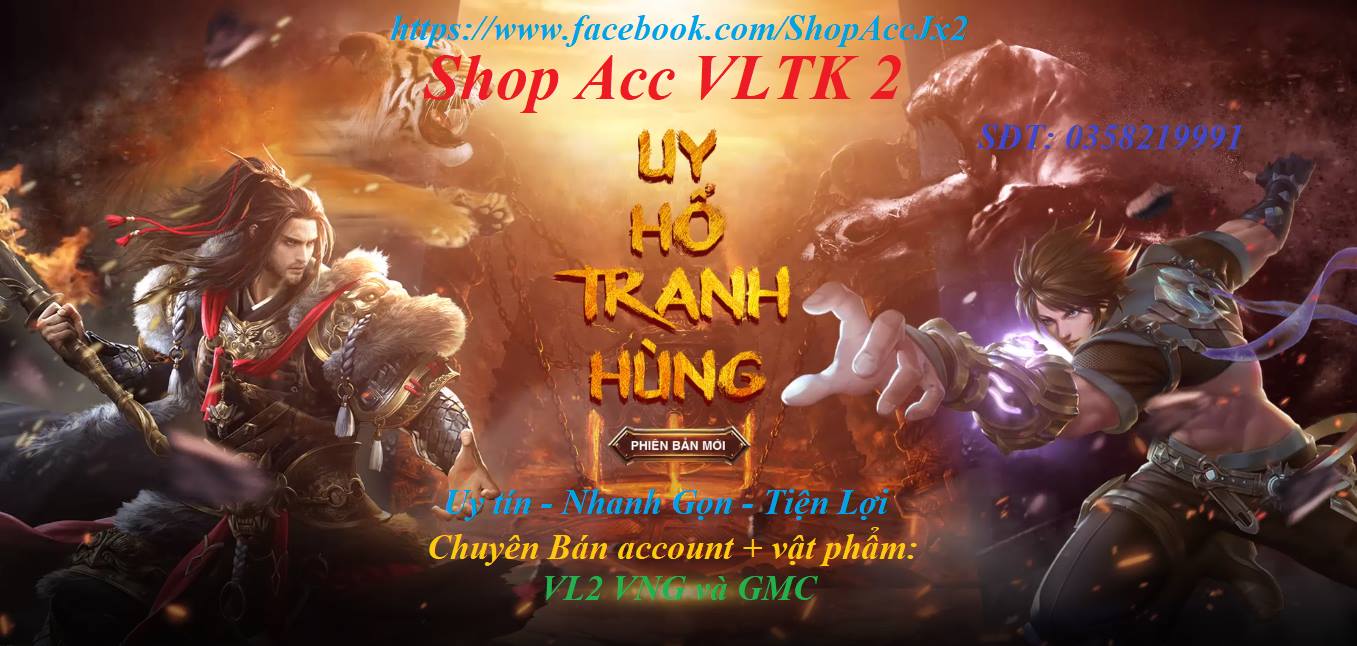 https://www.facebook.com/ShopAccJx2
Shop Acc VLTK 2
SDT: 0358219991
UY
HỔ
TRANH
HÙNG
PHIÊN BẢN MỚI
Uy tín - Nhanh Gọn - Tiện Lợi
Chuyên Bán account + vật phẩm:
VL2 VNG và GMC